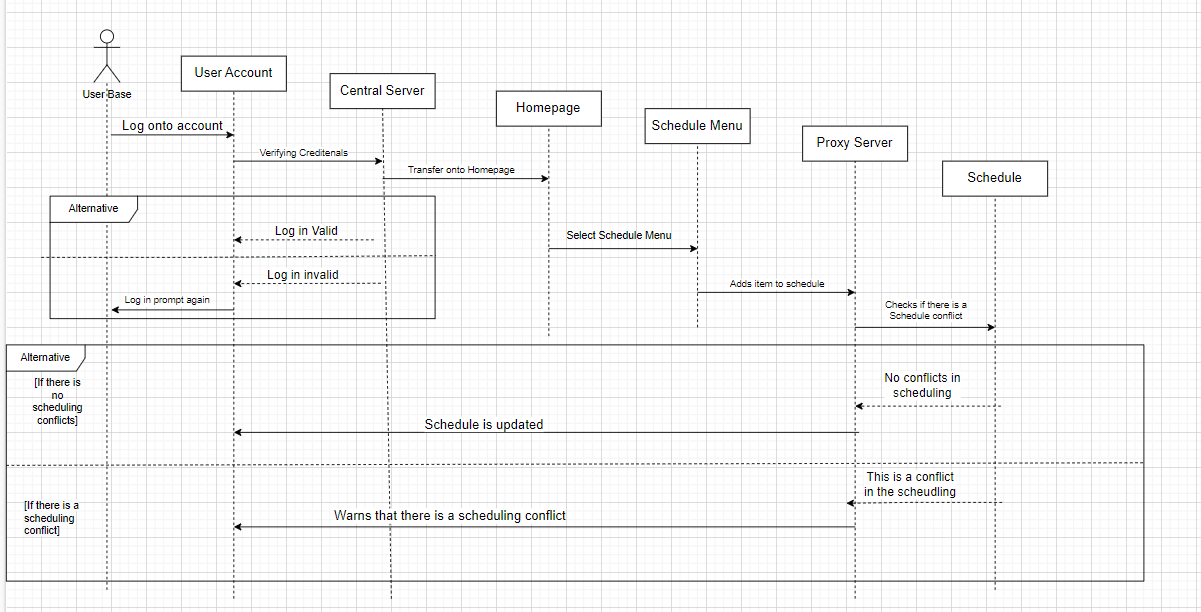 User Base
User Account
Central Server
Homepage
Schedule Menu
Proxy Server
Schedule
Log onto account
Verifying Creditenals
Transfer onto Homepage
Alternative
Log in Valid
Select Schedule Menu
Log in invalid
Adds item to schedule
Log in prompt again
Checks if there is a
Schedule conflict
Alternative
[If there is
no
scheduling
conflicts]
No conflicts in
scheduling
Schedule is updated
This is a conflict
in the scheudling
[If there is a
scheduling
conflict]
Warns that there is a scheduling conflict